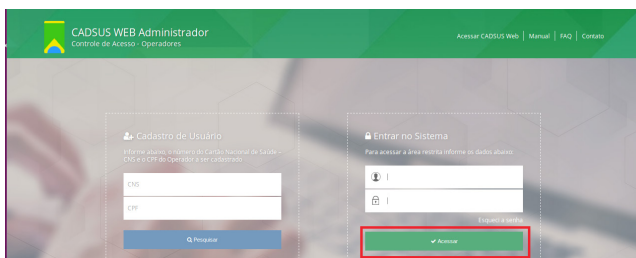 CADSUS WEB Administrador
Controle de Acesso - Operadores
Acessar CADSUS Web | Manual | FAQ | Contato
Cadastro de Usuário
Informe abaixo, o número do Cartão Nacional de Saúde –
CNS e o CPF do Operador a ser cadastrado
CNS
CPF
Pesquisar
Entrar no Sistema
Para acessar a área restrita informe os dados abaixo:
Esqueci a senha
Acessar